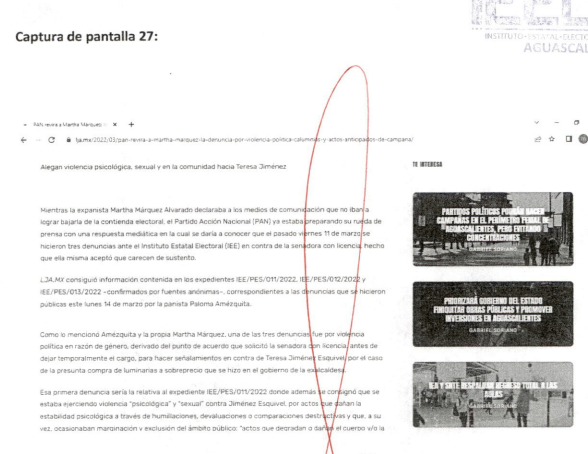 INSTITUTO ESTATAL ELECTO
AGUASCAL
Captura de pantalla 27:
PAN revira a Martha Márquez
lja.mx/2022/03/pan-revira-a-martha-marquez-la-denuncia-por-violencia-politica-calumnias-y-actos-anticipados-de-campana/
Alegan violencia psicológica, sexual y en la comunidad hacia Teresa Jiménez
TE INTERESA
Mientras la expanista Martha Márquez Alvarado declaraba a los medios de comunicación que no iban a
lograr bajarla de la contienda electoral, el Partido Acción Nacional (PAN) ya estaba preparando su rueda de
prensa con una respuesta mediática en la cual se daría a conocer que el pasado viernes 11 de marzo se
hicieron tres denuncias ante el Instituto Estatal Electoral (IEE) en contra de la senadora con licencia, hecho
que ella misma aceptó que carecen de sustento.
LJA.MX consiguió información contenida en los expedientes IEE/PES/011/2022, IEE/PES/012/2022 y
IEE/PES/013/2022 –confirmados por fuentes anónimas–, correspondientes a las denuncias que se hicieron
públicas este lunes 14 de marzo por la panista Paloma Amézquita.
Como lo mencionó Amézquita y la propia Martha Márquez, una de las tres denuncias fue por violencia
política en razón de género, derivado del punto de acuerdo que solicitó la senadora con licencia, antes de
dejar temporalmente el cargo, para hacer señalamientos en contra de Teresa Jiménez Esquivel, por el caso
de la presunta compra de luminarias a sobreprecio que se hizo en el gobierno de la exalcaldesa.
Esa primera denuncia sería la relativa al expediente IEE/PES/011/2022 donde además se consignó que se
estaba ejerciendo violencia "psicológica" y "sexual" contra Jiménez Esquivel, por actos que dañan la
estabilidad psicológica a través de humillaciones, devaluaciones o comparaciones destructivas y que, a su
vez, ocasionaban marginación y exclusión del ámbito público; "actos que degradan o dañan el cuerpo y/o la
PARTIDOS POLÍTICOS PODRÁN HACER
CAMPAÑAS EN EL PERÍMETRO FERIAL DE
AGUASCALIENTES, PERO EVITANDO
CONCENTRACIONES
GABRIEL SORIANO
PRIORIZARÁ GOBIERNO DEL ESTADO
FINIQUITAR OBRAS PÚBLICAS Y PROMOVER
INVERSIONES EN AGUASCALIENTES
GABRIEL SORIANO
IEA Y SNTE RESPALDAN REGRESO TOTAL A LAS
AULAS
GABRIEL SORIANO